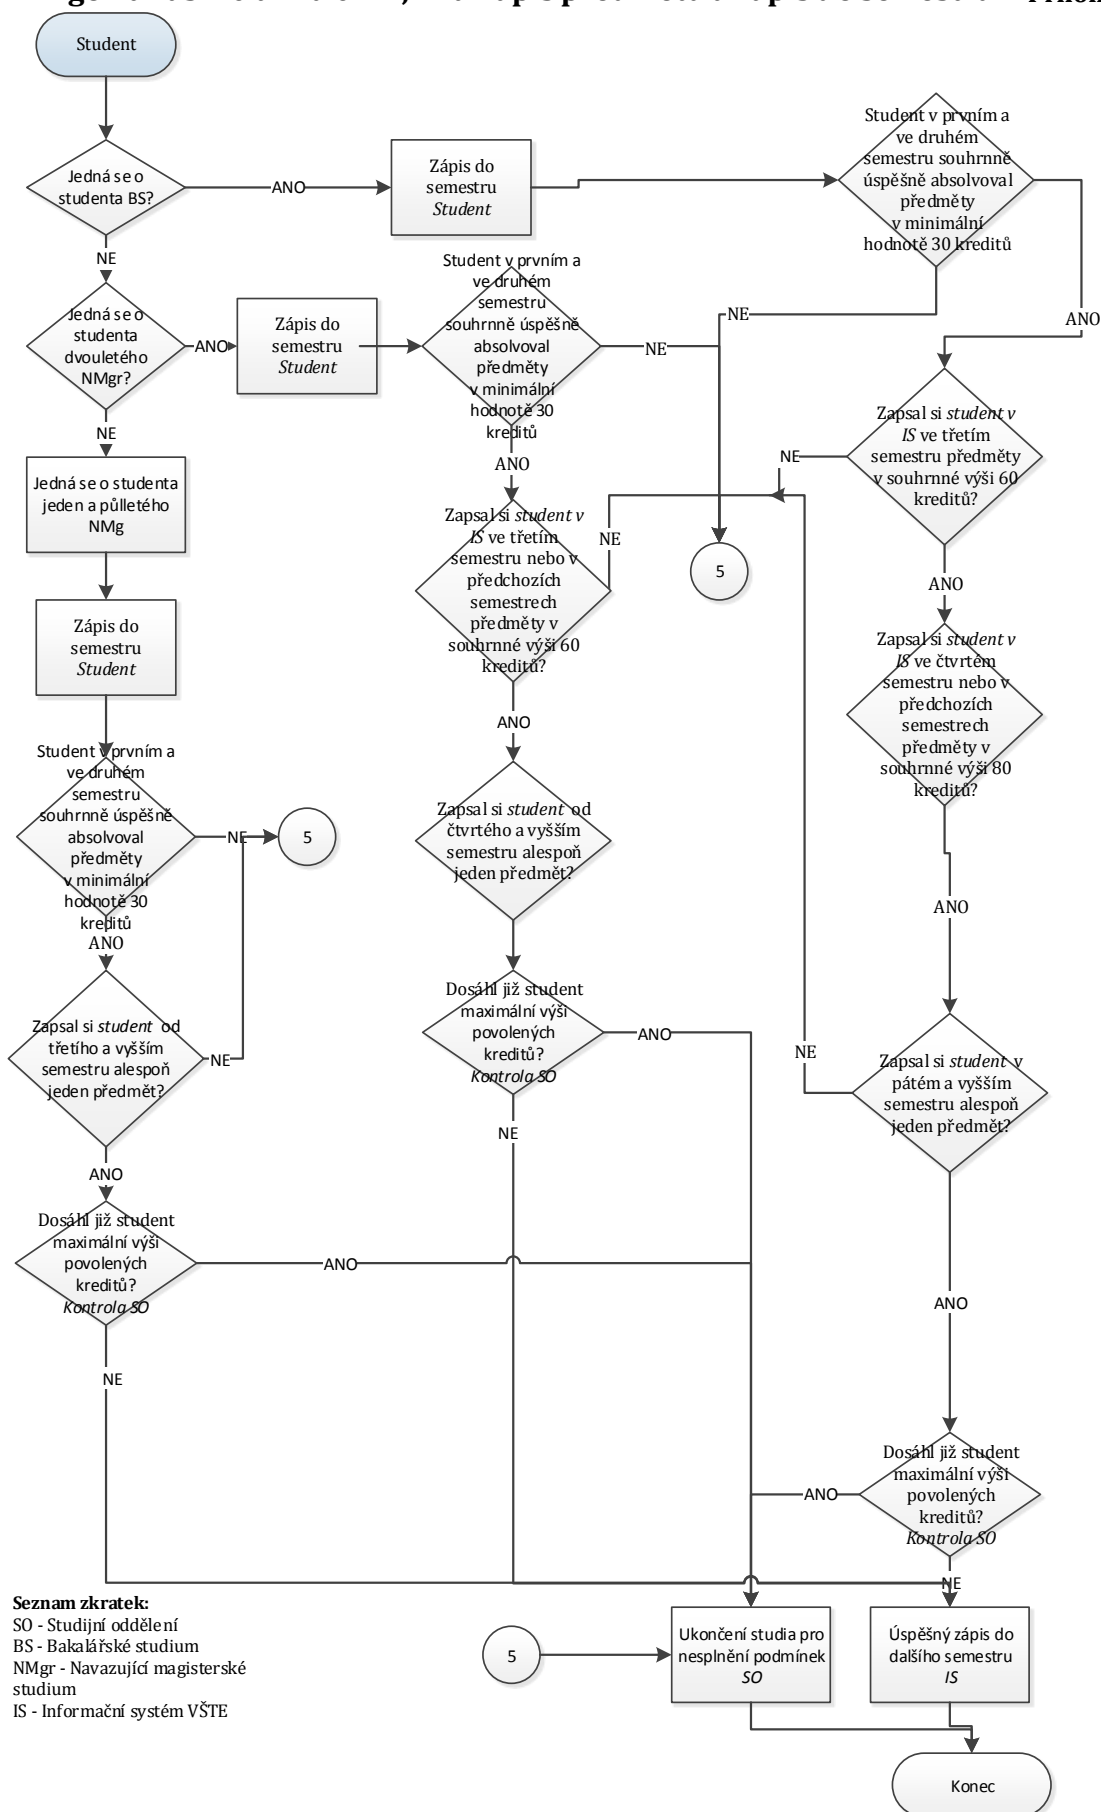 Student
Jedná se o
studenta BS?
ANO
Zápis do
semestru
Student
Student v prvním a
ve druhém
semestru souhrnně
úspěšně absolvoval
předměty
v minimální
hodnotě 30 kreditů
NE
ANO
NE
Jedná se o
studenta
dvouletého
NMgr?
ANO
Zápis do
semestru
Student
Student v prvním a
ve druhém
semestru
souhrnně úspěšně
absolvoval
předměty
v minimální
hodnotě 30
kreditů
NE
ANO
NE
Jedná se o studenta
jeden a půlletého
NMg
Zapsal si student v
IS ve třetím
semestru předměty
v souhrnné výši 60
kreditů?
NE
ANO
Zapsal si student v
IS ve třetím
semestru nebo v
předchozích
semestrech
předměty v
souhrnné výši 60
kreditů?
NE
5
ANO
Zápis do
semestru
Student
Zapsal si student v
IS ve čtvrtém
semestru nebo v
předchozích
semestrech
předměty v
souhrnné výši 80
kreditů?
ANO
Student v prvním a
ve druhém
semestru
souhrnně úspěšně
absolvoval
předměty
v minimální
hodnotě 30
kreditů
NE
5
ANO
Zapsal si student od
čtvrtého a vyšším
semestru alespoň
jeden předmět?
Zapsal si student od
třetího a vyšším
semestru alespoň
jeden předmět?
NE
ANO
Dosáhl již student
maximální výši
povolených
kreditů?
Kontrola SO
ANO
NE
Zapsal si student v
pátém a vyšším
semestru alespoň
jeden předmět?
NE
ANO
Dosáhl již student
maximální výši
povolených
kreditů?
Kontrola SO
ANO
NE
Dosáhl již student
maximální výši
povolených
kreditů?
Kontrola SO
ANO
NE
Seznam zkratek:
SO - Studijní oddělení
BS - Bakalářské studium
NMgr - Navazující magisterské
studium
IS - Informační systém VŠTE
5
Ukončení studia pro
nesplnění podmínek
SO
Úspěšný zápis do
dalšího semestru
IS
Konec